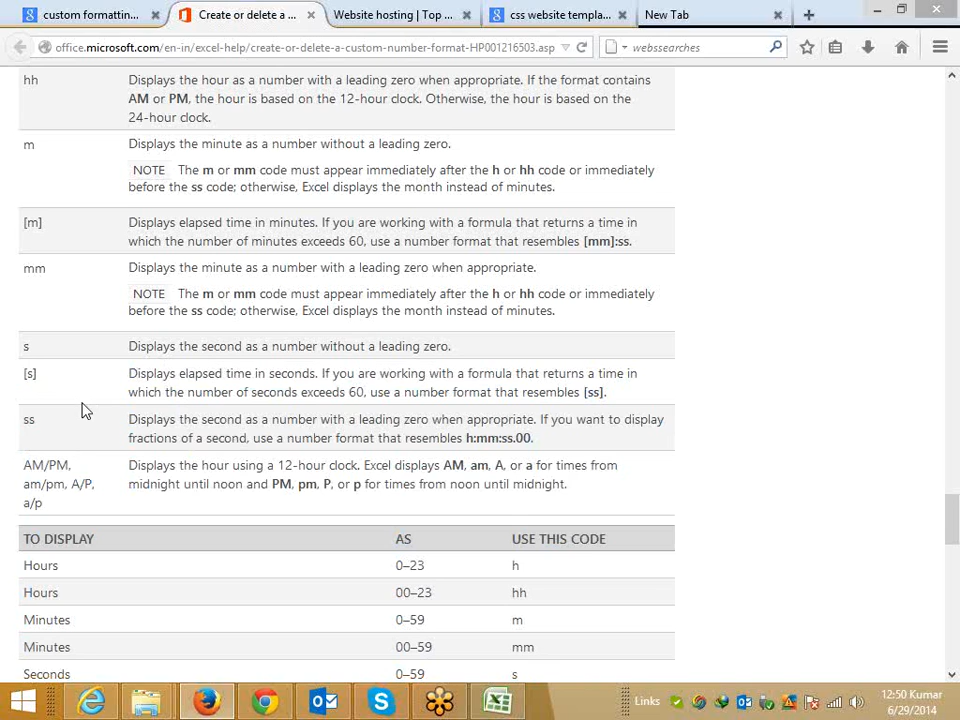 custom formattin...
Create or delete a ...
Website hosting | Top ...
css website templa...
New Tab
office.microsoft.com/en-in/excel-help/create-or-delete-a-custom-number-format-HP001216503.asp
websearches
hh
Displays the hour as a number with a leading zero when appropriate. If the format contains
AM or PM, the hour is based on the 12-hour clock. Otherwise, the hour is based on the
24-hour clock.
m
Displays the minute as a number without a leading zero.
NOTE The m or mm code must appear immediately after the h or hh code or immediately
before the ss code; otherwise, Excel displays the month instead of minutes.
[m]
Displays elapsed time in minutes. If you are working with a formula that returns a time in
which the number of minutes exceeds 60, use a number format that resembles [mm]:ss.
mm
Displays the minute as a number with a leading zero when appropriate.
NOTE The m or mm code must appear immediately after the h or hh code or immediately
before the ss code; otherwise, Excel displays the month instead of minutes.
s
Displays the second as a number without a leading zero.
[s]
Displays elapsed time in seconds. If you are working with a formula that returns a time in
which the number of seconds exceeds 60, use a number format that resembles [ss].
ss
Displays the second as a number with a leading zero when appropriate. If you want to display
fractions of a second, use a number format that resembles h:mm:ss.00.
AM/PM,
am/pm, A/P,
a/p
Displays the hour using a 12-hour clock. Excel displays AM, am, A, or a for times from
midnight until noon and PM, pm, P, or p for times from noon until midnight.
TO DISPLAY AS USE THIS CODE
Hours 0–23 h
Hours 00–23 hh
Minutes 0–59 m
Minutes 00–59 mm
Seconds 0–59 s
Links
12:50 Kumar
6/29/2014